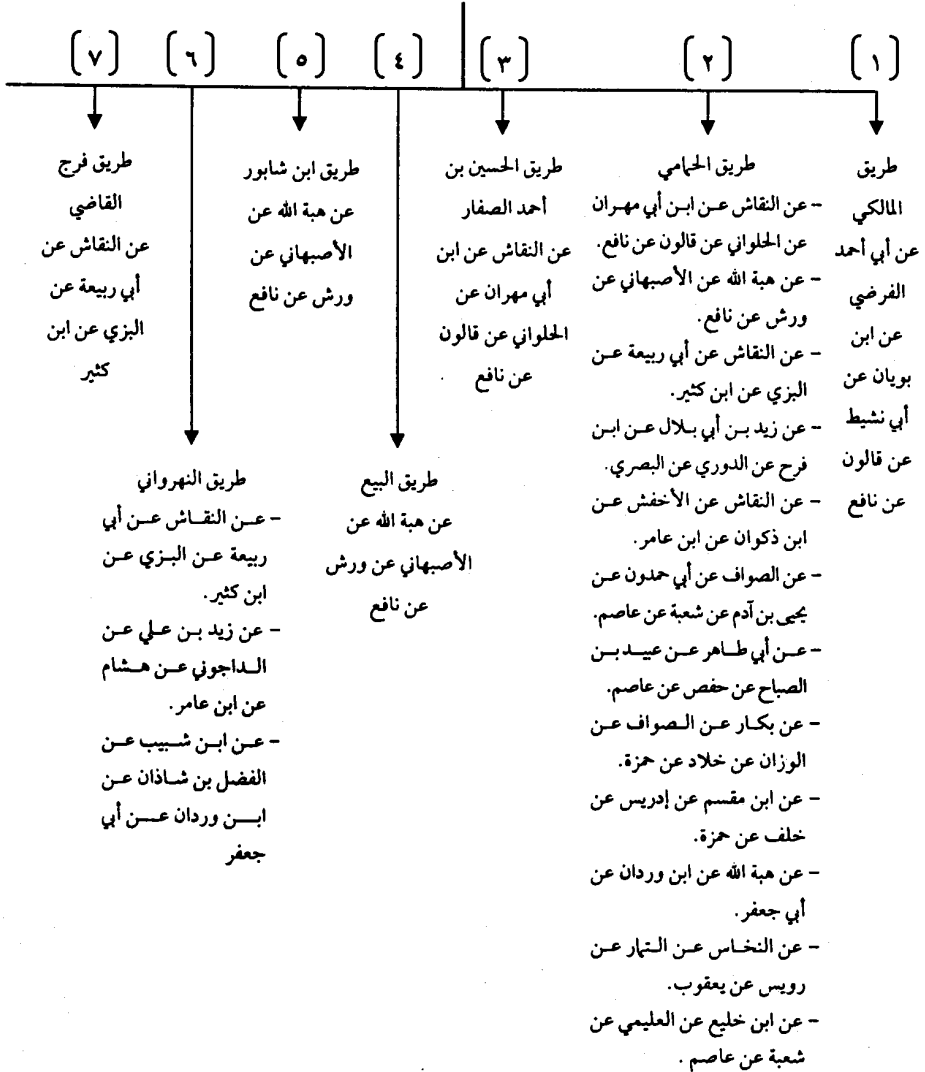 [١]
[٢]
[٣]
[٤]
[٥]
[٦]
[٧]
طريق
المالكي
عن أبي أحمد
الفرضي
عن ابن
بويان عن
أبي نشيط
عن قالون
عن نافع
طريق الحمامي
- عن النقاش عن ابن أبي مهران
عن الحلواني عن قالون عن نافع.
- عن هبة الله عن الأصبهاني عن
ورش عن نافع.
- عن النقاش عن أبي ربيعة عن
البزي عن ابن كثير.
- عن زيد بن أبي بلال عن ابن
فرح عن الدوري عن البصري.
- عن النقاش عن الأخفش عن
ابن ذكوان عن ابن عامر.
- عن الصواف عن أبي حمدون عن
يحيى بن آدم عن شعبة عن عاصم.
- عن أبي طاهر عن عبيد بن
الصباح عن حفص عن عاصم.
- عن بكار عن الصواف عن
الوزان عن خلاد عن حمزة.
- عن ابن مقسم عن إدريس عن
خلف عن حمزة.
- عن هبة الله عن ابن وردان عن
أبي جعفر.
- عن النخاس عن التمار عن
رويس عن يعقوب.
- عن ابن خليع عن العليمي عن
شعبة عن عاصم .
طريق الحسين بن
أحمد الصفار
عن النقاش عن ابن
أبي مهران عن
الحلواني عن قالون
عن نافع .
طريق البيع
عن هبة الله عن
الأصبهاني عن ورش
عن نافع
طريق ابن شابور
عن هبة الله عن
الأصبهاني عن
ورش عن نافع
طريق النهرواني
- عن النقاش عن أبي
ربيعة عن البزي عن
ابن كثير.
- عن زيد بن علي عن
الداجوني عن هشام
عن ابن عامر.
- عن ابن شبيب عن
الفضل بن شاذان عن
ابن وردان عن أبي
جعفر
طريق فرج
القاضي
عن النقاش عن
أبي ربيعة عن
البزي عن ابن
كثير